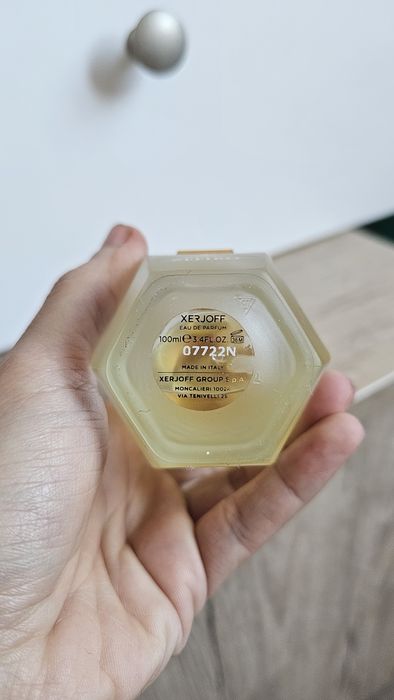 XERJOFF
EAU DE PARFUM
100ml ℮ 3.4FL.OZ
07722N
MADE IN ITALY
XERJOFF GROUP S.p.A.
MONCALIERI 10024
VIA TENIVELLI 25